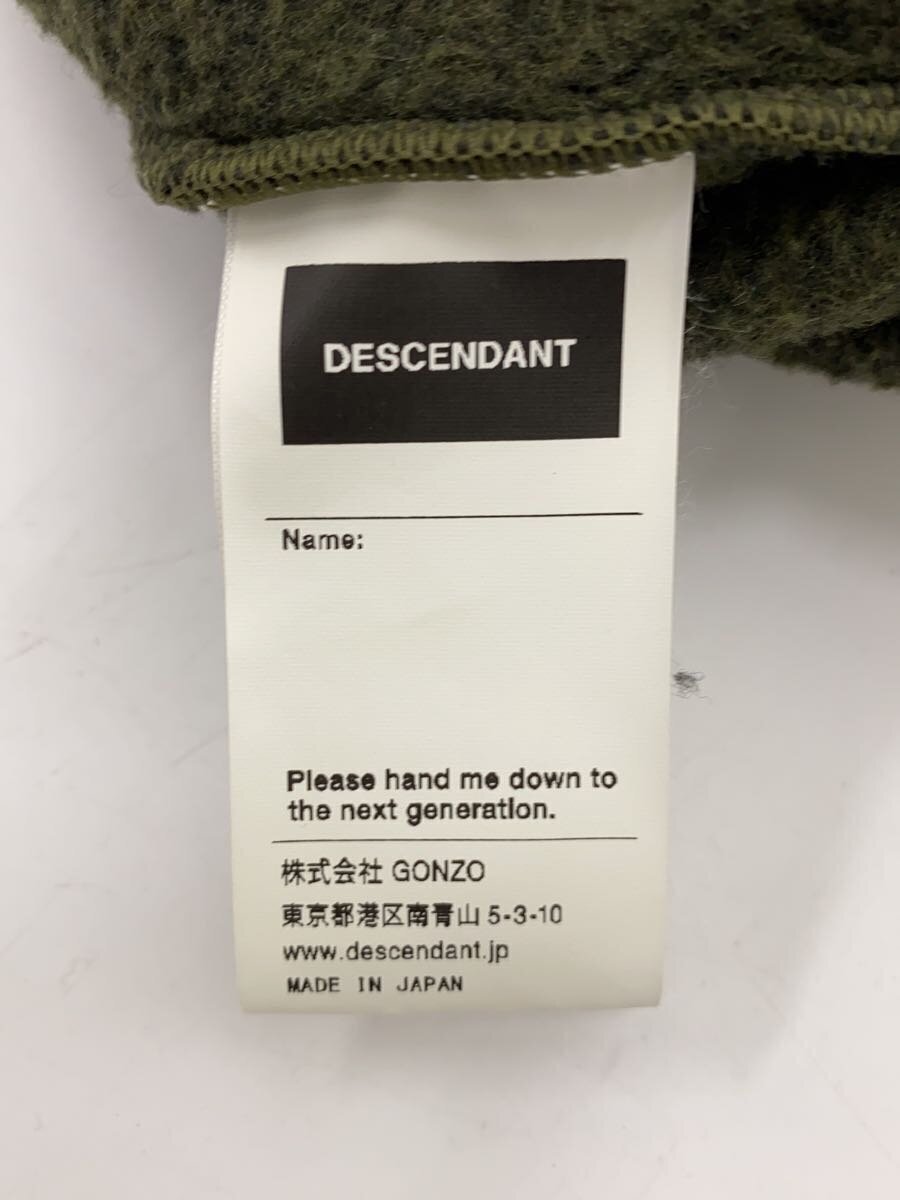 DESCENDANT
Name:
Please hand me down to
the next generation.
株式会社 GONZO
東京都港区南青山 5-3-10
www.descendant.jp
MADE IN JAPAN